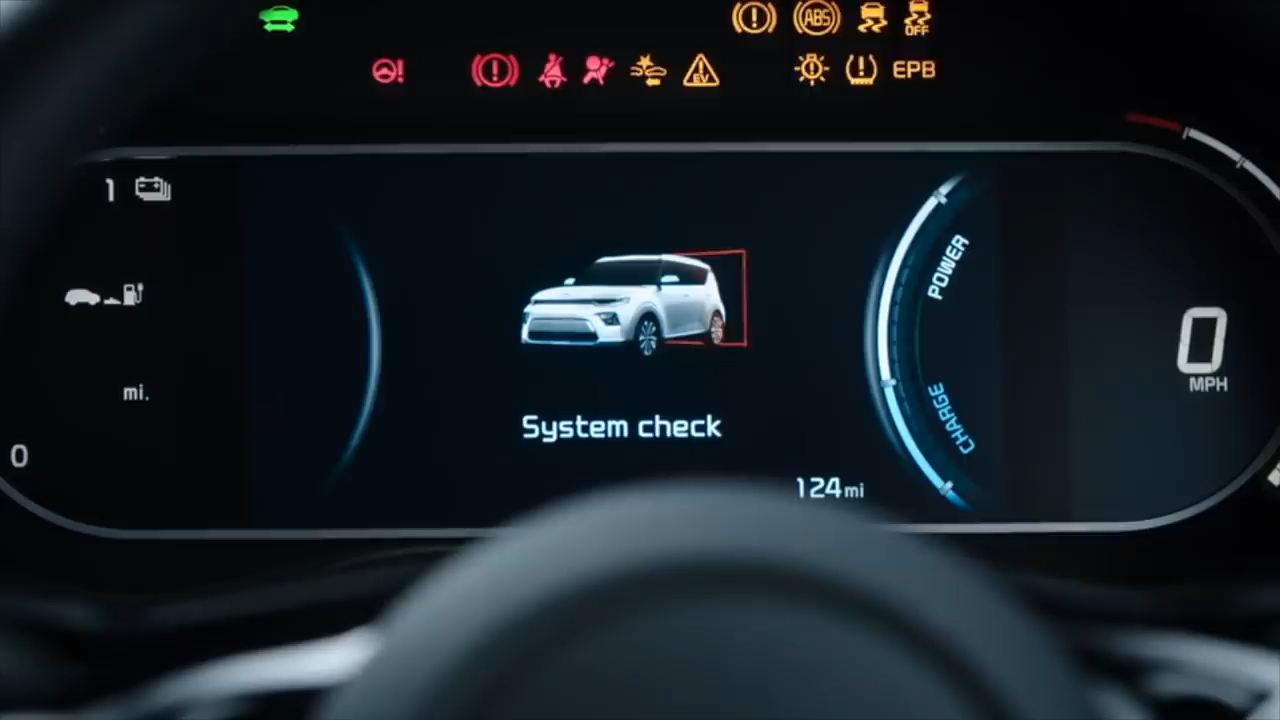 ABS
OFF
EV
EPB
1
POWER
0
MPH
mi.
CHARGE
System check
0
124mi